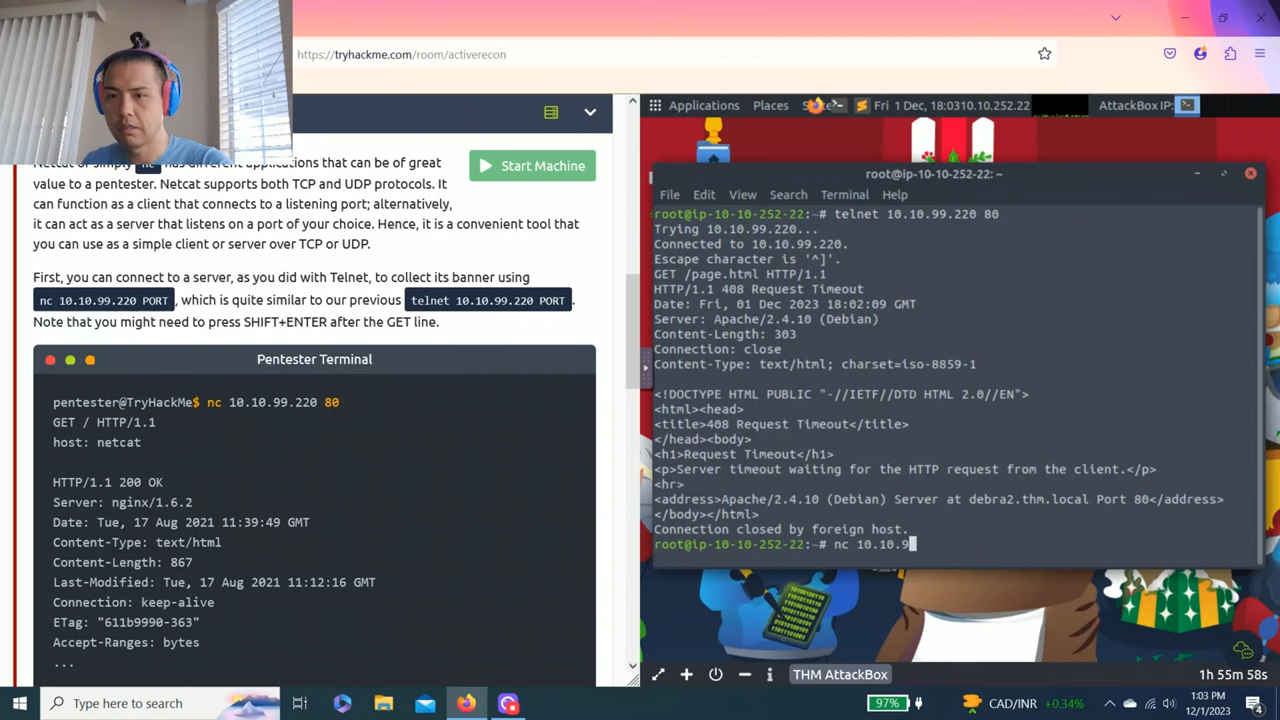 https://tryhackme.com/room/activerecon
Netcat or simply nc has different applications that can be of great
value to a pentester. Netcat supports both TCP and UDP protocols. It
can function as a client that connects to a listening port; alternatively,
it can act as a server that listens on a port of your choice. Hence, it is a convenient tool that
you can use as a simple client or server over TCP or UDP.
Start Machine
First, you can connect to a server, as you did with Telnet, to collect its banner using
nc 10.10.99.220 PORT , which is quite similar to our previous telnet 10.10.99.220 PORT .
Note that you might need to press SHIFT+ENTER after the GET line.
Pentester Terminal
pentester@TryHackMe$ nc 10.10.99.220 80
GET / HTTP/1.1
host: netcat
HTTP/1.1 200 OK
Server: nginx/1.6.2
Date: Tue, 17 Aug 2021 11:39:49 GMT
Content-Type: text/html
Content-Length: 867
Last-Modified: Tue, 17 Aug 2021 11:12:16 GMT
Connection: keep-alive
ETag: "611b9990-363"
Accept-Ranges: bytes
...
Applications Places Fri 1 Dec, 18:03 10.10.252.22 AttackBox IP:
root@ip-10-10-252-22: ~
File Edit View Search Terminal Help
root@ip-10-10-252-22:~# telnet 10.10.99.220 80
Trying 10.10.99.220...
Connected to 10.10.99.220.
Escape character is '^]'.
GET /page.html HTTP/1.1
HTTP/1.1 408 Request Timeout
Date: Fri, 01 Dec 2023 18:02:09 GMT
Server: Apache/2.4.10 (Debian)
Content-Length: 303
Connection: close
Content-Type: text/html; charset=iso-8859-1
<!DOCTYPE HTML PUBLIC "-//IETF//DTD HTML 2.0//EN">
<html><head>
<title>408 Request Timeout</title>
</head><body>
<h1>Request Timeout</h1>
<p>Server timeout waiting for the HTTP request from the client.</p>
<hr>
<address>Apache/2.4.10 (Debian) Server at debra2.thm.local Port 80</address>
</body></html>
Connection closed by foreign host.
root@ip-10-10-252-22:~# nc 10.10.9
THM AttackBox
1h 55m 58s
Type here to search
97%
CAD/INR +0.34%
1:03 PM
12/1/2023
4